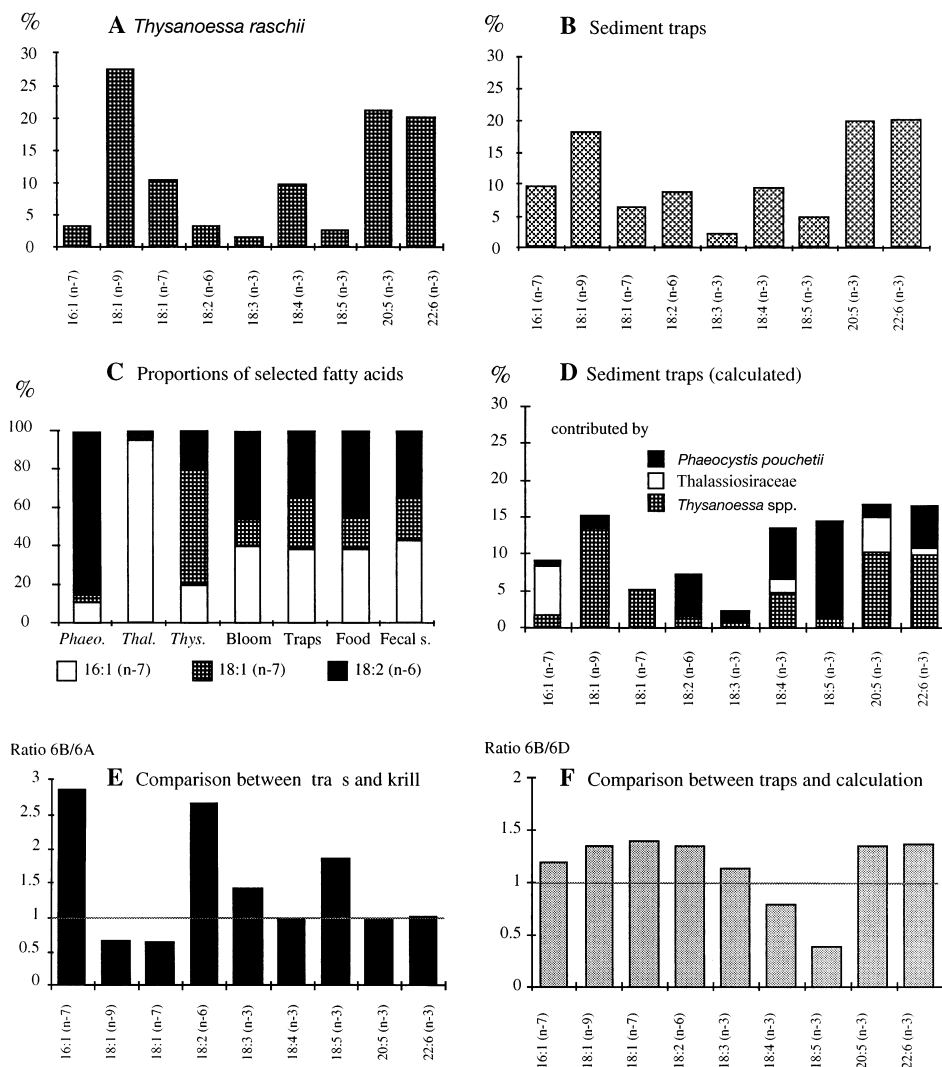 % A Thysanoessa raschii
30
25
20
15
10
5
0
16:1 (n-7)
18:1 (n-9)
18:1 (n-7)
18:2 (n-6)
18:3 (n-3)
18:4 (n-3)
18:5 (n-3)
20:5 (n-3)
22:6 (n-3)
% B Sediment traps
30
25
20
15
10
5
0
16:1 (n-7)
18:1 (n-9)
18:1 (n-7)
18:2 (n-6)
18:3 (n-3)
18:4 (n-3)
18:5 (n-3)
20:5 (n-3)
22:6 (n-3)
% C Proportions of selected fatty acids
100
80
60
40
20
0
Phaeo. Thal. Thys. Bloom Traps Food Fecal s.
16:1 (n-7) 18:1 (n-7) 18:2 (n-6)
% D Sediment traps (calculated)
30
25
20
15
10
5
0
contributed by
Phaeocystis pouchetii
Thalassiosiraceae
Thysanoessa spp.
16:1 (n-7)
18:1 (n-9)
18:1 (n-7)
18:2 (n-6)
18:3 (n-3)
18:4 (n-3)
18:5 (n-3)
20:5 (n-3)
22:6 (n-3)
Ratio 6B/6A
E Comparison between tra s and krill
3
2.5
2
1.5
1
0.5
0
16:1 (n-7)
18:1 (n-9)
18:1 (n-7)
18:2 (n-6)
18:3 (n-3)
18:4 (n-3)
18:5 (n-3)
20:5 (n-3)
22:6 (n-3)
Ratio 6B/6D
F Comparison between traps and calculation
2
1.5
1
0.5
0
16:1 (n-7)
18:1 (n-9)
18:1 (n-7)
18:2 (n-6)
18:3 (n-3)
18:4 (n-3)
18:5 (n-3)
20:5 (n-3)
22:6 (n-3)